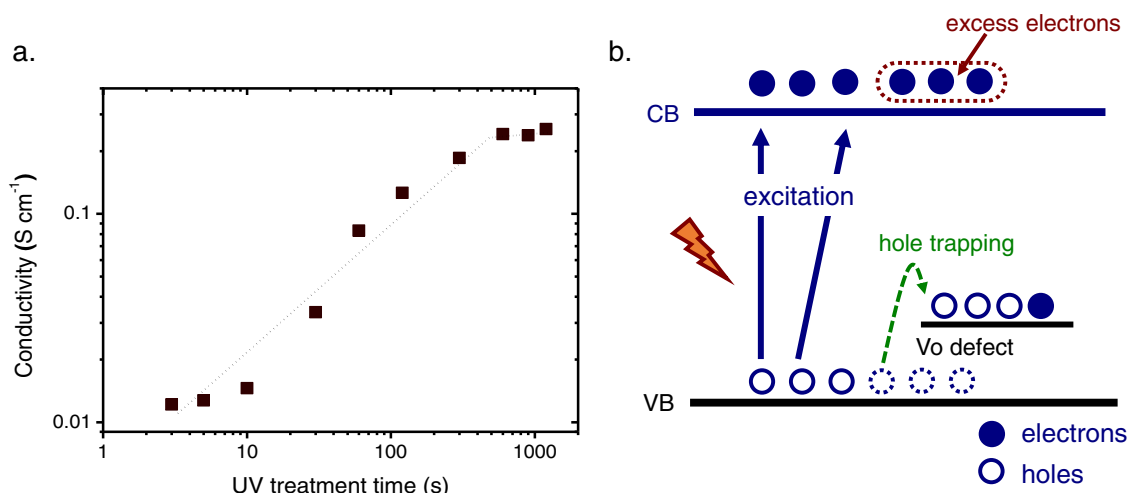 a.
Conductivity (S cm⁻¹)
0.1
0.01
1
10
100
1000
UV treatment time (s)
b.
excess electrons
CB
excitation
hole trapping
Vo defect
VB
electrons
holes